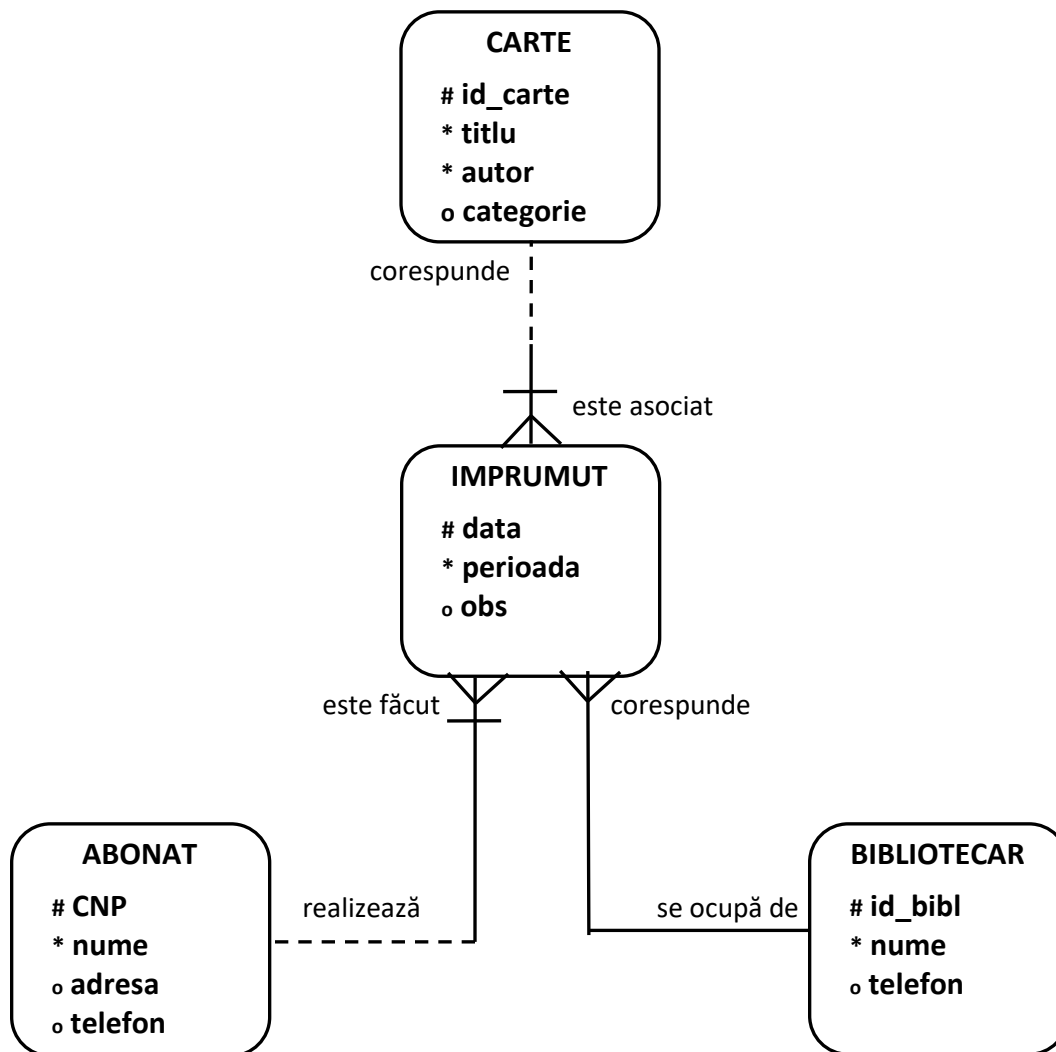 CARTE
# id_carte
* titlu
* autor
o categorie
corespunde
este asociat
IMPRUMUT
# data
* perioada
o obs
este făcut
corespunde
ABONAT
# CNP
* nume
o adresa
o telefon
realizează
se ocupă de
BIBLIOTECAR
# id_bibl
* nume
o telefon